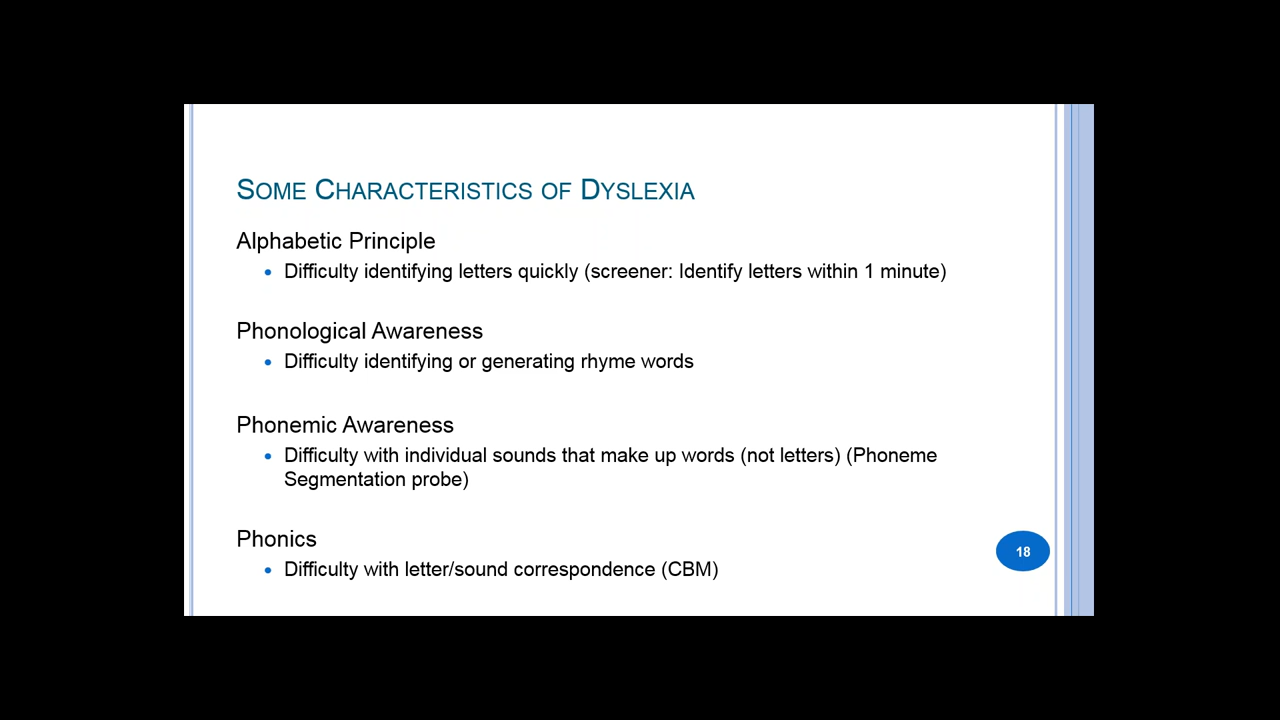 SOME CHARACTERISTICS OF DYSLEXIA
Alphabetic Principle
• Difficulty identifying letters quickly (screener: Identify letters within 1 minute)
Phonological Awareness
• Difficulty identifying or generating rhyme words
Phonemic Awareness
• Difficulty with individual sounds that make up words (not letters) (Phoneme
Segmentation probe)
Phonics
• Difficulty with letter/sound correspondence (CBM)
18